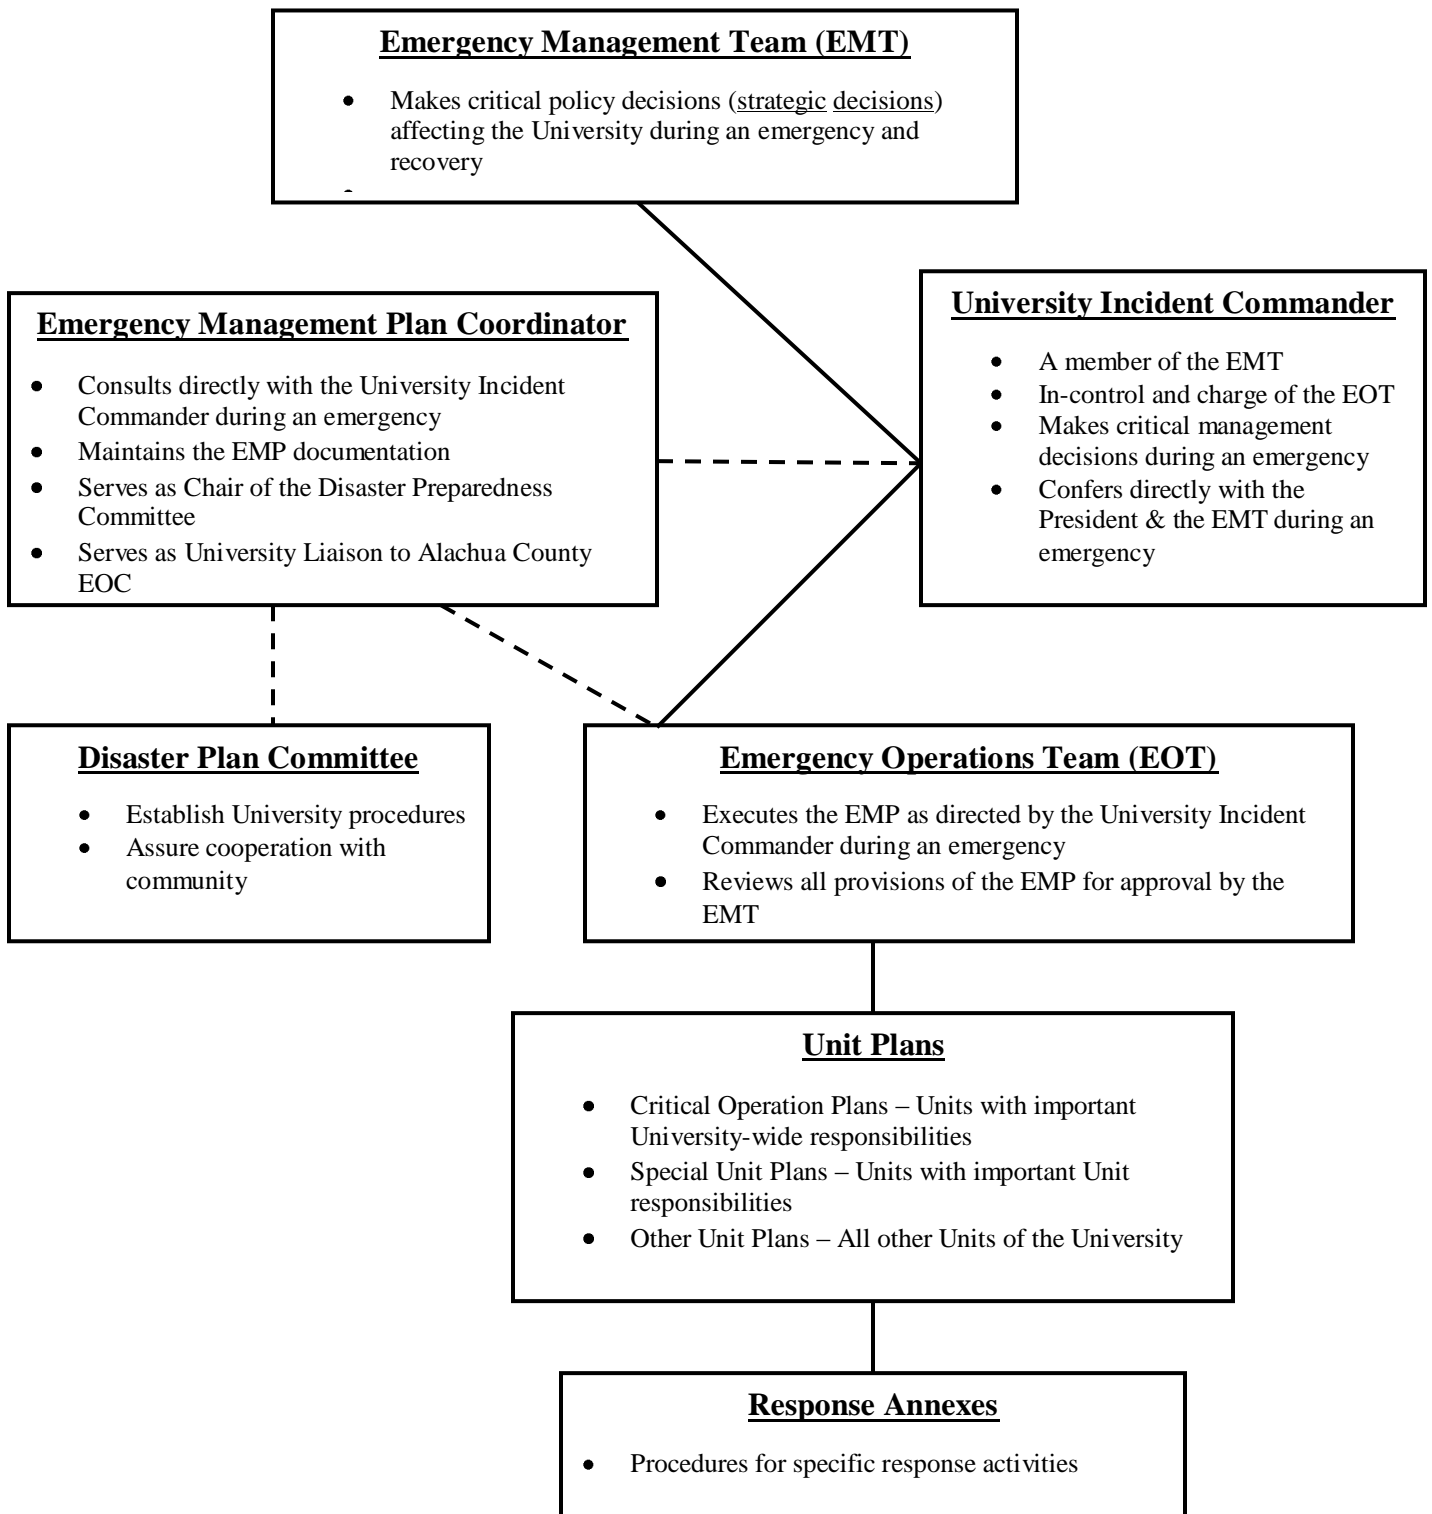 Emergency Management Team (EMT)
• Makes critical policy decisions (strategic decisions)
affecting the University during an emergency and
recovery
Emergency Management Plan Coordinator
• Consults directly with the University Incident
Commander during an emergency
• Maintains the EMP documentation
• Serves as Chair of the Disaster Preparedness
Committee
• Serves as University Liaison to Alachua County
EOC
University Incident Commander
• A member of the EMT
• In-control and charge of the EOT
• Makes critical management
decisions during an emergency
• Confers directly with the
President & the EMT during an
emergency
Disaster Plan Committee
• Establish University procedures
• Assure cooperation with
community
Emergency Operations Team (EOT)
• Executes the EMP as directed by the University Incident
Commander during an emergency
• Reviews all provisions of the EMP for approval by the
EMT
Unit Plans
• Critical Operation Plans – Units with important
University-wide responsibilities
• Special Unit Plans – Units with important Unit
responsibilities
• Other Unit Plans – All other Units of the University
Response Annexes
• Procedures for specific response activities